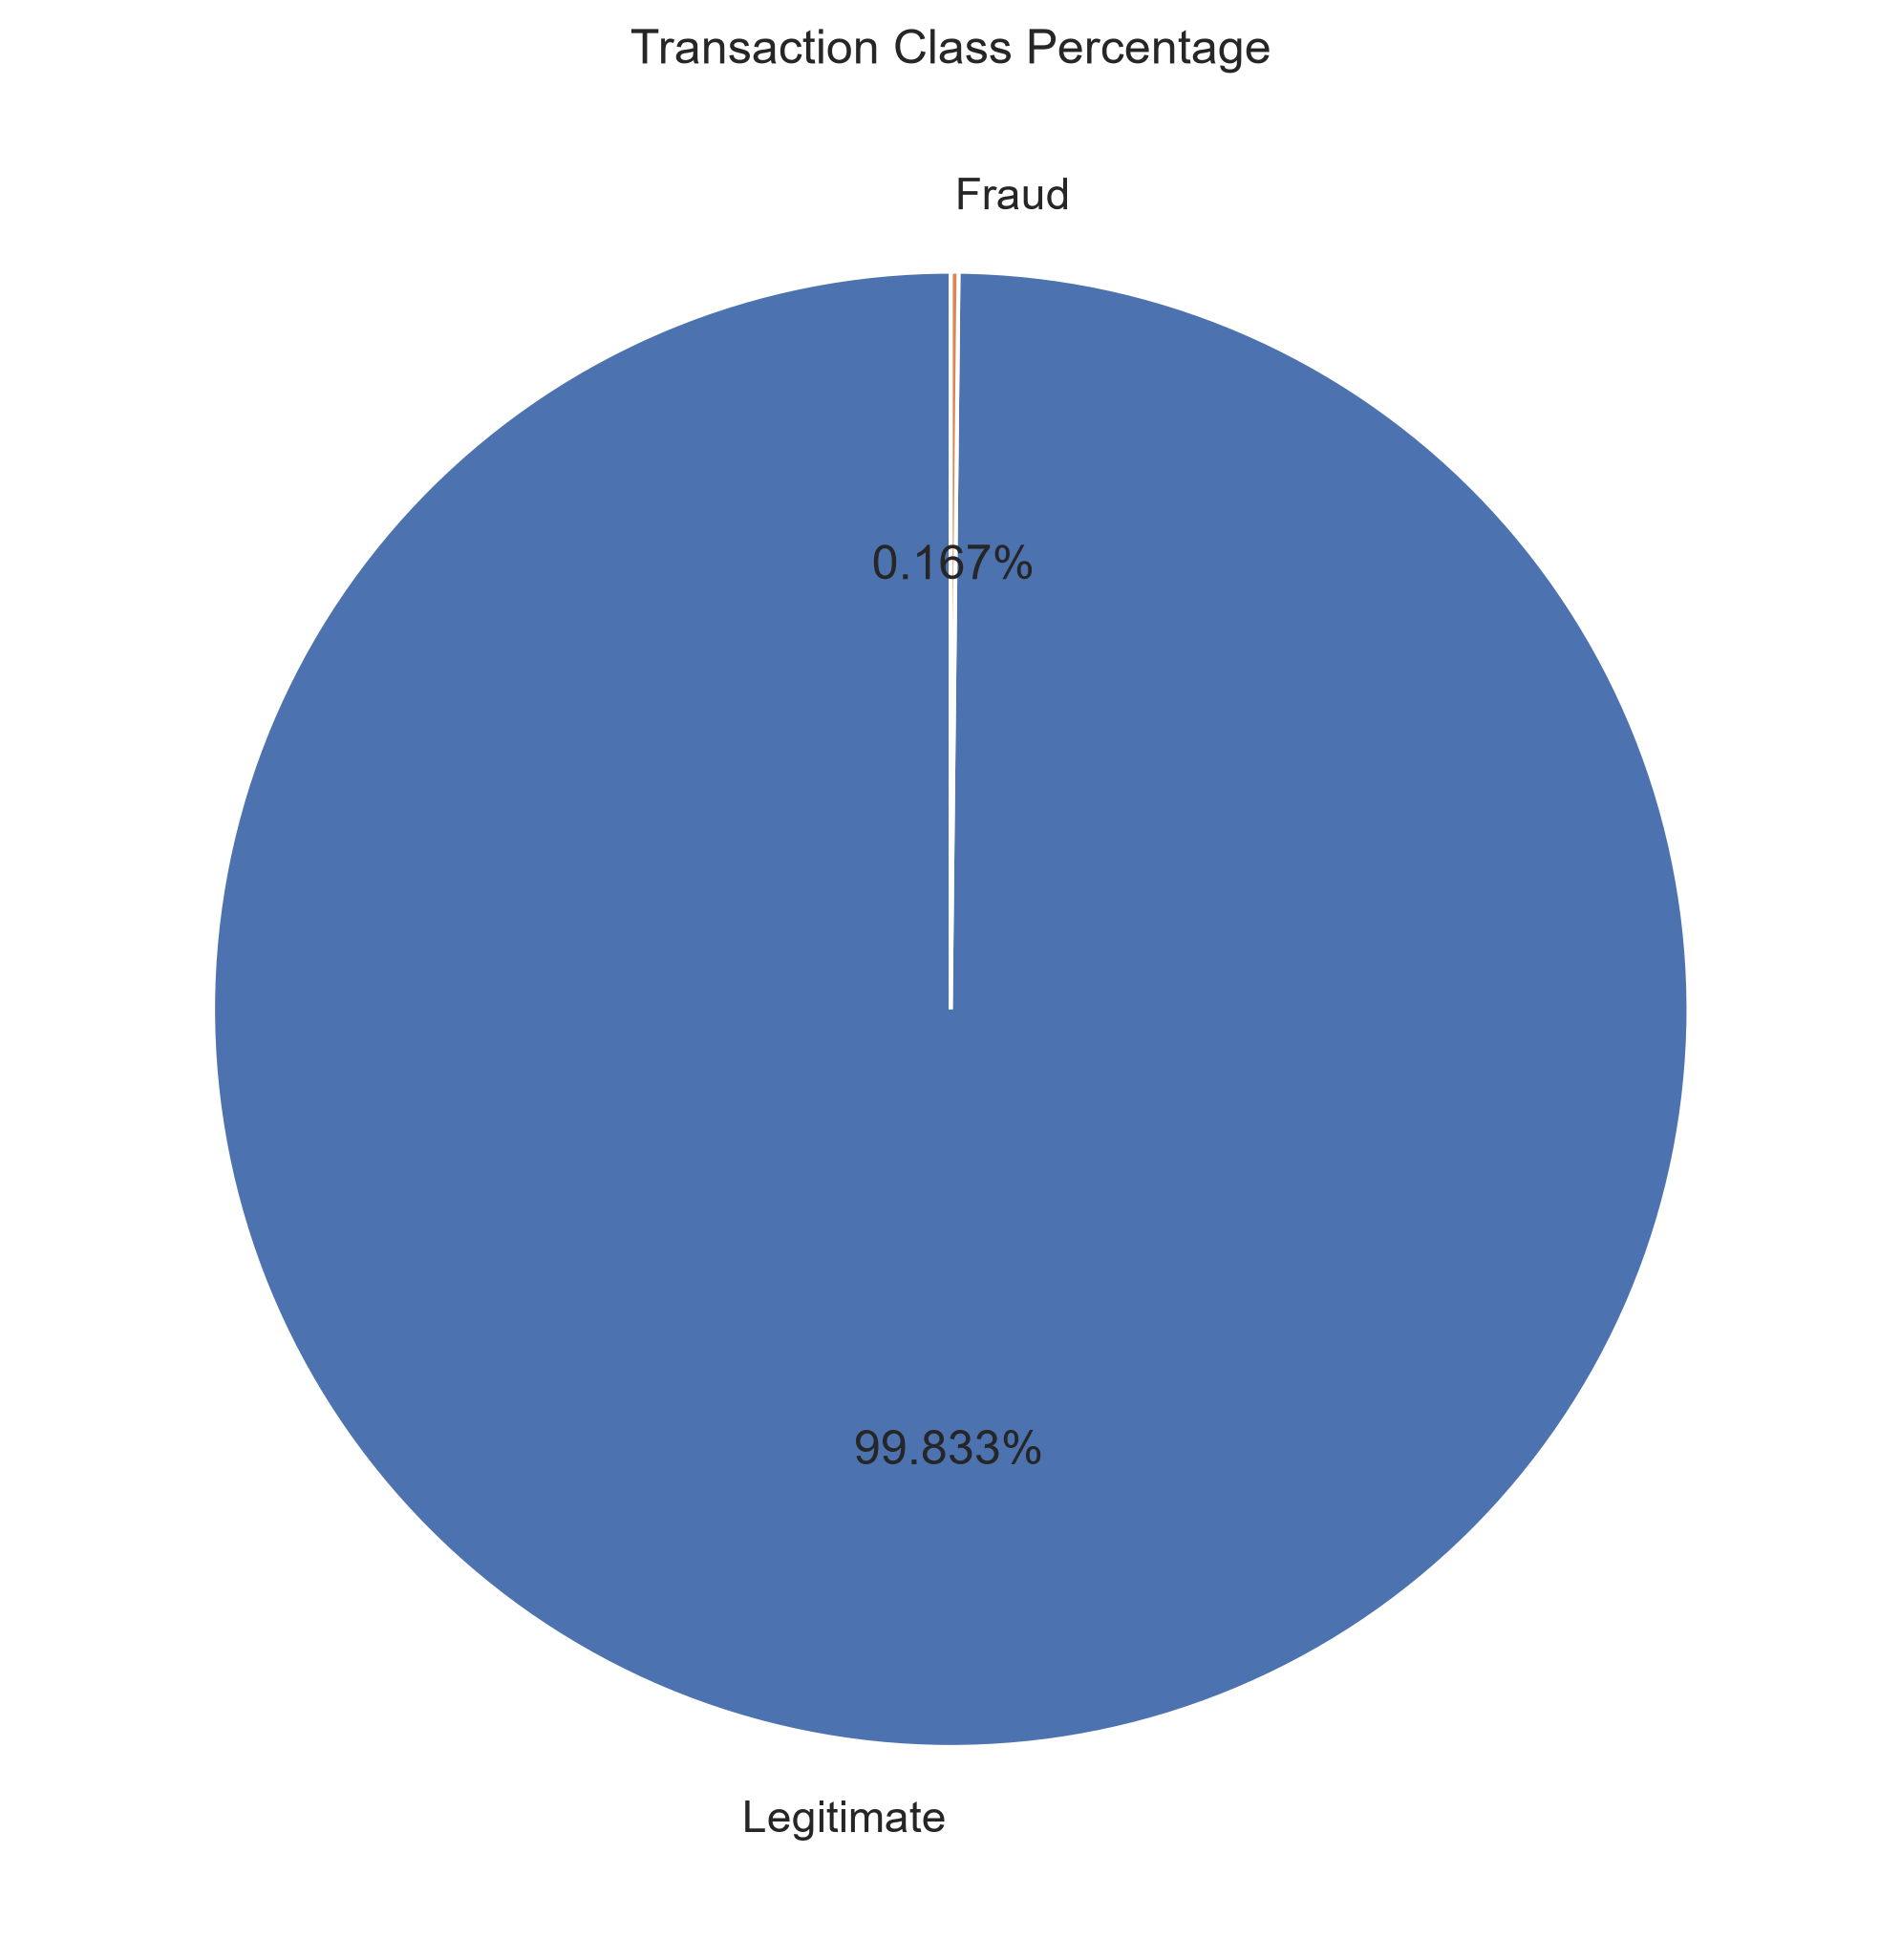 Transaction Class Percentage
Fraud
0.167%
99.833%
Legitimate